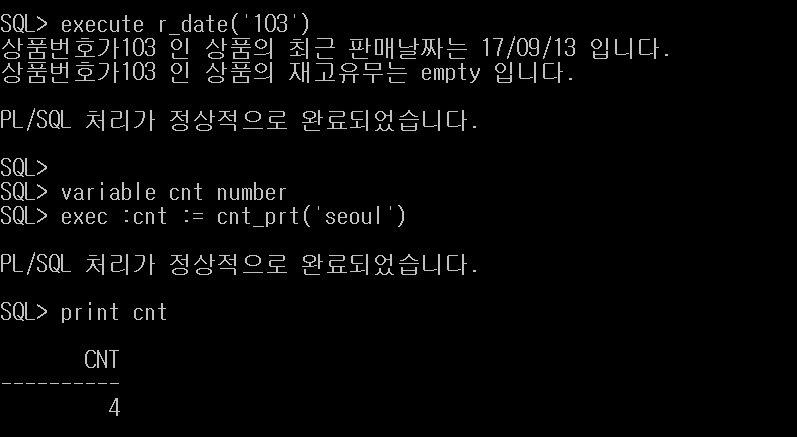 SQL> execute r_date('103')
상품번호가103 인 상품의 최근 판매날짜는 17/09/13 입니다.
상품번호가103 인 상품의 재고유무는 empty 입니다.
PL/SQL 처리가 정상적으로 완료되었습니다.
SQL>
SQL> variable cnt number
SQL> exec :cnt := cnt_prt('seoul')
PL/SQL 처리가 정상적으로 완료되었습니다.
SQL> print cnt
CNT
----------
4